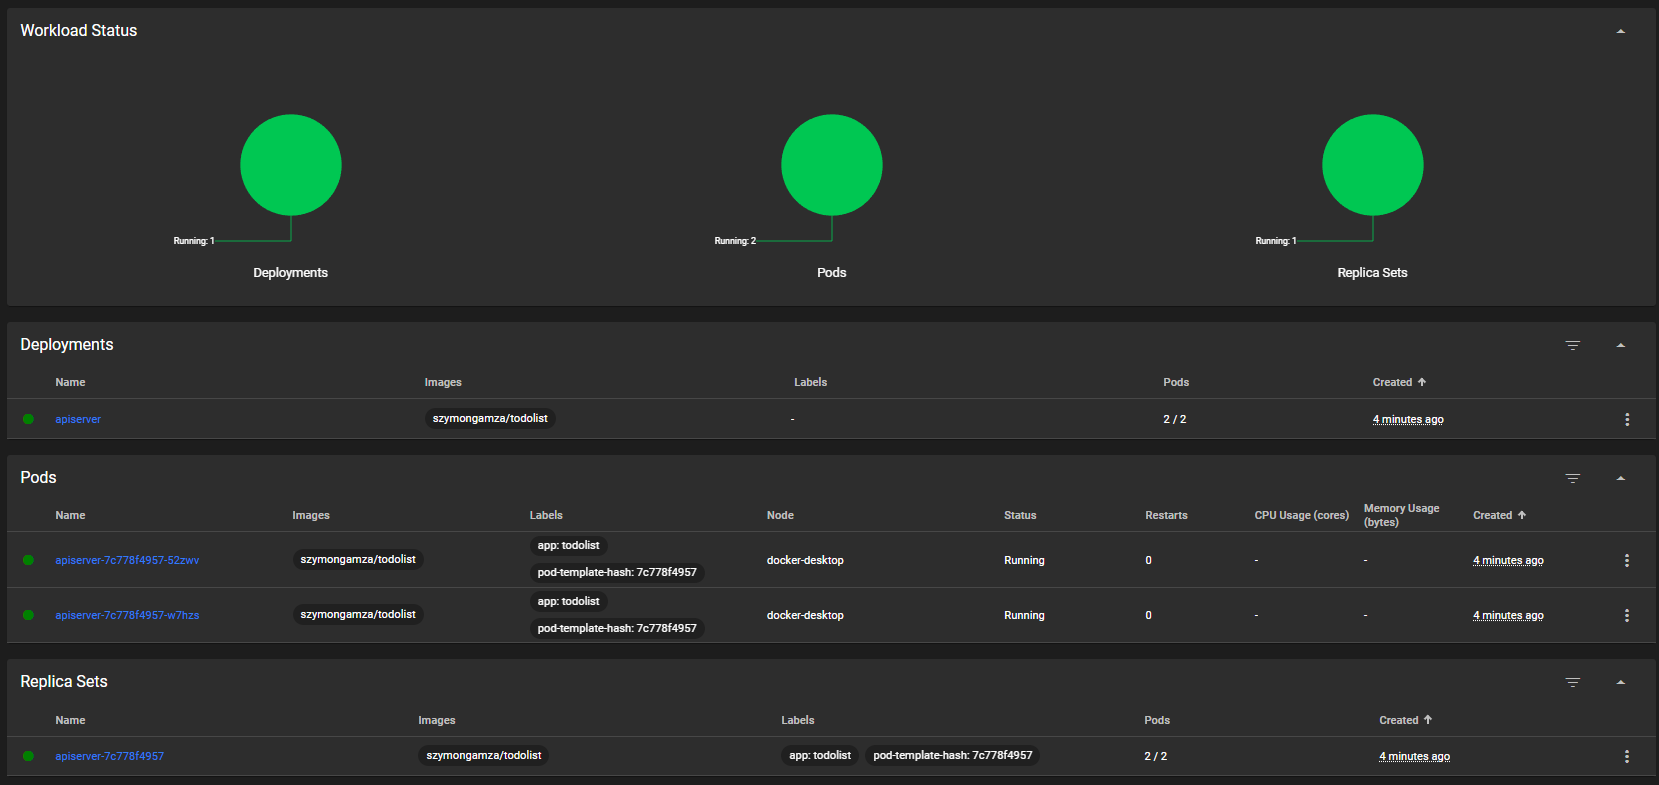 Workload Status
Running: 1
Running: 2
Running: 1
Deployments
Pods
Replica Sets
Deployments
Name Images Labels Pods Created
apiserver szymongamza/todolist - 2 / 2 4 minutes ago
Pods
Name Images Labels Node Status Restarts CPU Usage (cores) Memory Usage (bytes) Created
apiserver-7c778f4957-52zwv szymongamza/todolist app: todolist docker-desktop Running 0 - - 4 minutes ago
pod-template-hash: 7c778f4957
apiserver-7c778f4957-w7hzs szymongamza/todolist app: todolist docker-desktop Running 0 - - 4 minutes ago
pod-template-hash: 7c778f4957
Replica Sets
Name Images Labels Pods Created
apiserver-7c778f4957 szymongamza/todolist app: todolist pod-template-hash: 7c778f4957 2 / 2 4 minutes ago